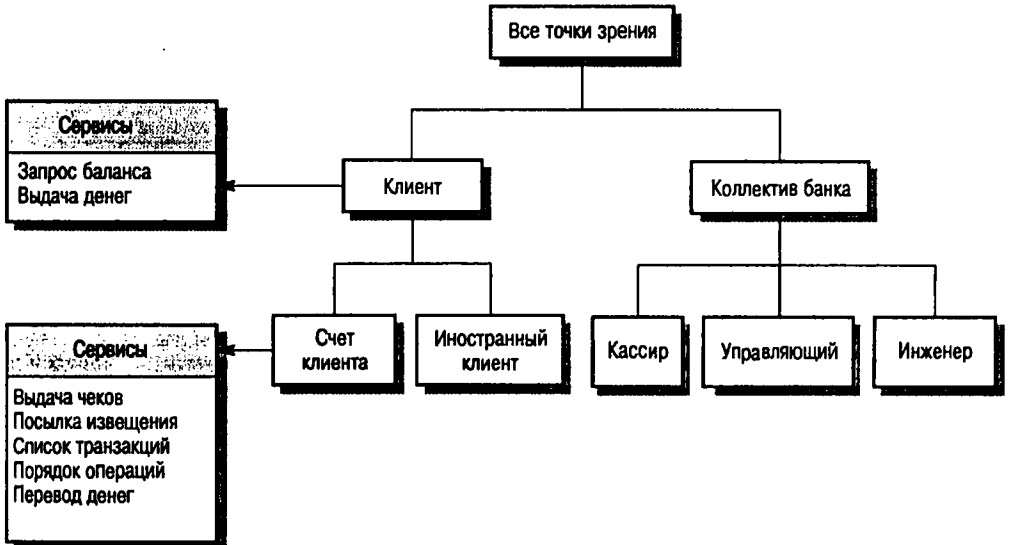 Все точки зрения
Сервисы
Запрос баланса
Выдача денег
Клиент
Коллектив банка
Сервисы
Выдача чеков
Посылка извещения
Список транзакций
Порядок операций
Перевод денег
Счет
клиента
Иностранный
клиент
Кассир
Управляющий
Инженер